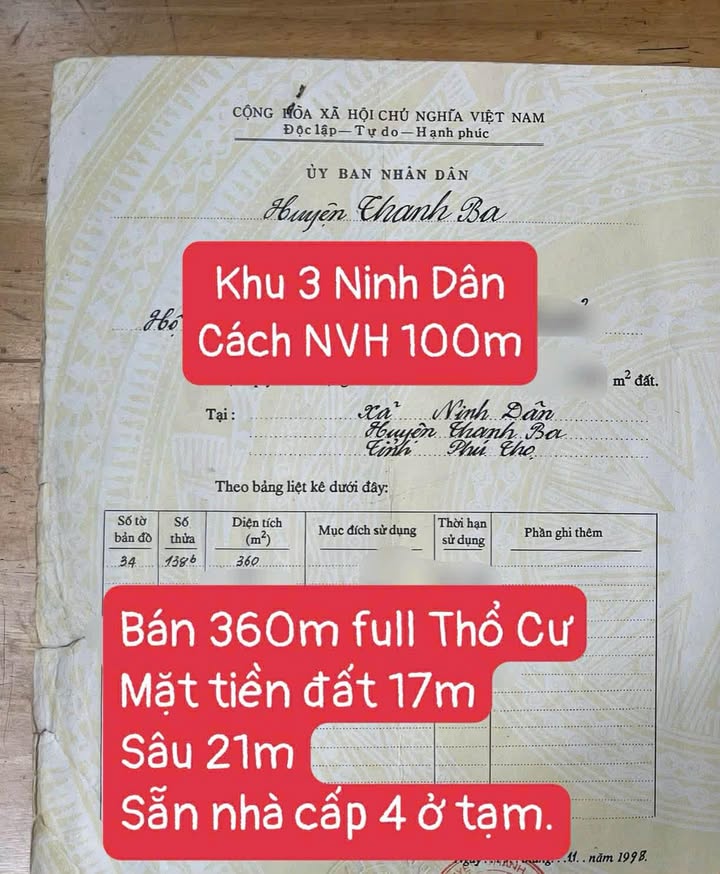 CỘNG HÒA XÃ HỘI CHỦ NGHĨA VIỆT NAM
Độc lập — Tự do — Hạnh phúc
ỦY BAN NHÂN DÂN
Huyện Thanh Ba
Khu 3 Ninh Dân
Cách NVH 100m
Hộ
m² đất.
Tại : Xã Ninh Dân
Huyện Thanh Ba
Tỉnh Phú Thọ
Theo bảng liệt kê dưới đây:
Số tờ bản đồ Số thửa Diện tích (m²) Mục đích sử dụng Thời hạn sử dụng Phần ghi thêm
34 138b 360
Bán 360m full Thổ Cư
Mặt tiền đất 17m
Sâu 21m
Sẵn nhà cấp 4 ở tạm.
11 . năm 1998.